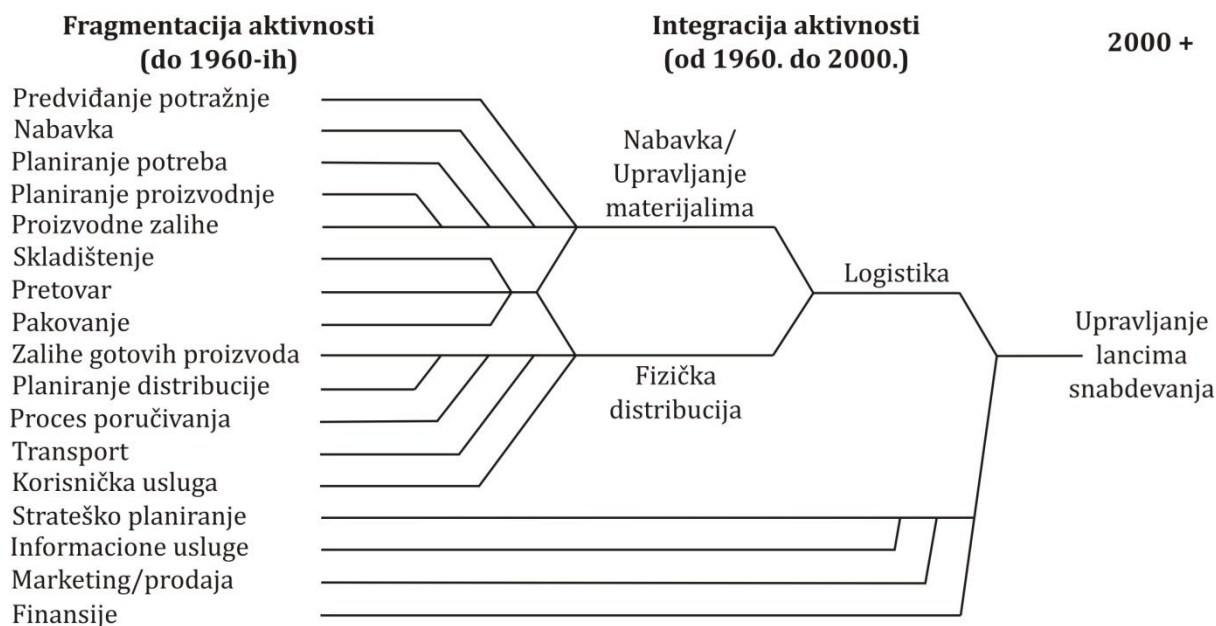 Fragmentacija aktivnosti
(do 1960-ih)
Integracija aktivnosti
(od 1960. do 2000.)
2000 +
Predviđanje potražnje
Nabavka
Planiranje potreba
Planiranje proizvodnje
Proizvodne zalihe
Skladištenje
Pretovar
Pakovanje
Zalihe gotovih proizvoda
Planiranje distribucije
Proces poručivanja
Transport
Korisnička usluga
Strateško planiranje
Informacione usluge
Marketing/prodaja
Finansije
Nabavka/
Upravljanje
materijalima
Fizička
distribucija
Logistika
Upravljanje
lancima
snabdevanja